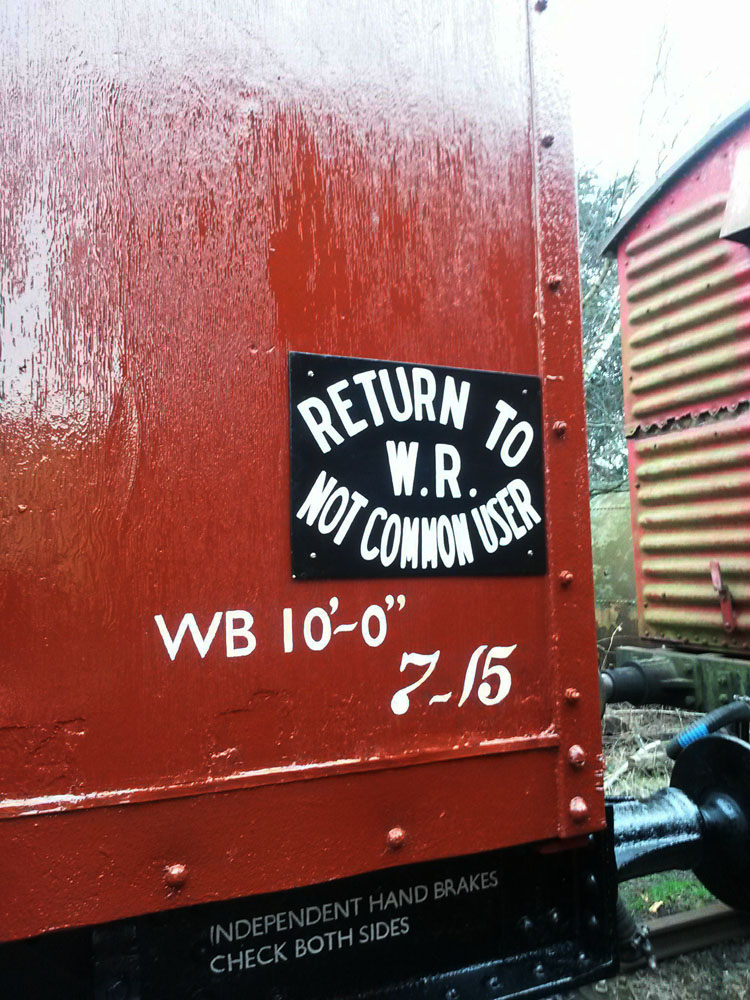 RETURN TO
W.R.
NOT COMMON USER
WB 10'-0"
7-15
INDEPENDENT HAND BRAKES
CHECK BOTH SIDES